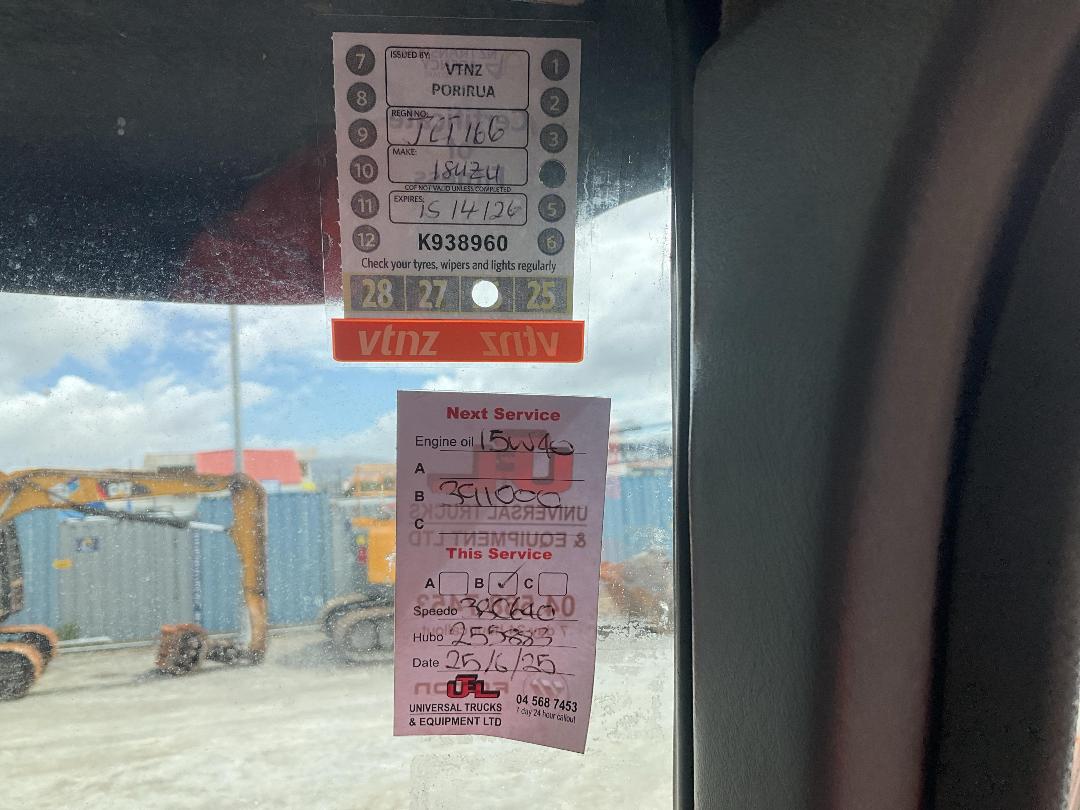 7 8 9 10 11 12
ISSUED BY:
VTNZ
PORIRUA
REGN NO:
MAKE:
ISUZU
COF NOT VALID UNLESS COMPLETED
EXPIRES:
15/4/26
K938960
1 2 3 5 6
Check your tyres, wipers and lights regularly
28 27 25
vtnz vtnz
Next Service
Engine oil 15W40
A
B 391000
C
UNIVERSAL TRUCKS
& EQUIPMENT LTD
This Service
A B ✓ C
Speedo
Hubo
Date 25/6/25
UTEL
UNIVERSAL TRUCKS
& EQUIPMENT LTD
04 568 7453
7 day 24 hour callout